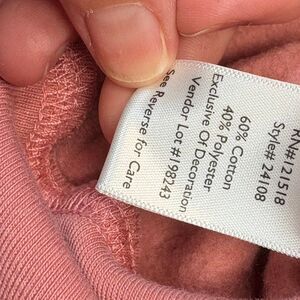 RN#121518
Style# 24108
60% Cotton
40% Polyester
Exclusive Of Decoration
Vendor Lot #198243
See Reverse for Care